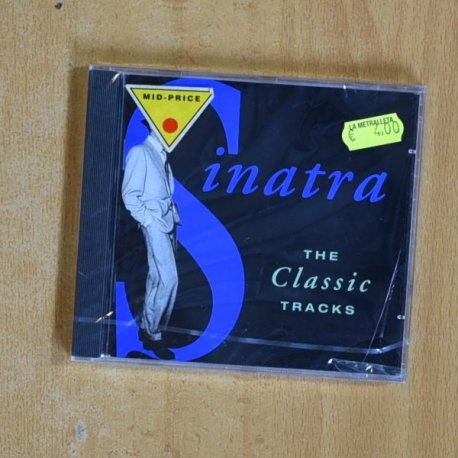 MID-PRICE
LA METRALLETA
€ 4,00
Sinatra
THE
Classic
TRACKS